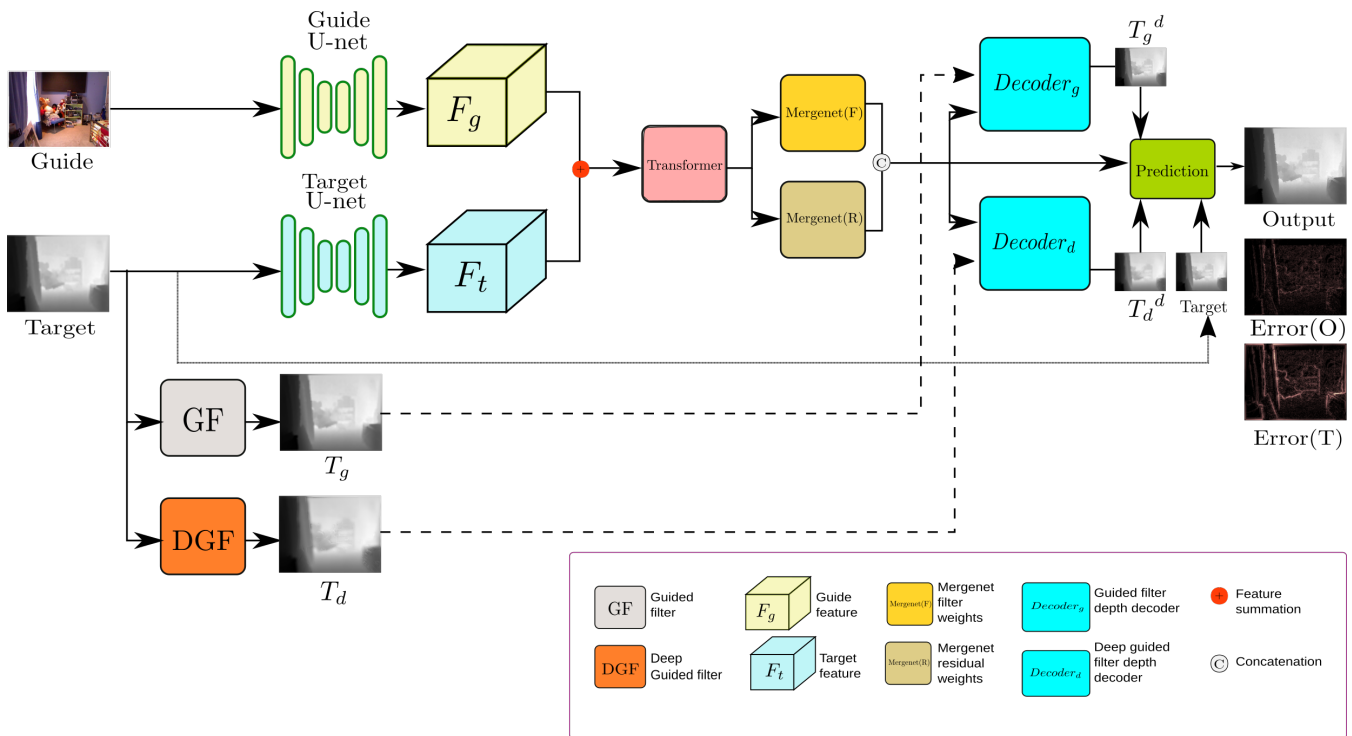 Guide
U-net
Guide
F_g
Target
U-net
Target
F_t
+
Transformer
Mergenet(F)
Mergenet(R)
C
Decoder_g
Decoder_d
T_g^d
Prediction
Output
T_d^d
Target
Error(O)
Error(T)
GF
T_g
DGF
T_d
GF
Guided
filter
DGF
Deep
Guided filter
F_g
Guide
feature
F_t
Target
feature
Mergenet(F)
Mergenet
filter
weights
Mergenet(R)
Mergenet
residual
weights
Decoder_g
Guided filter
depth decoder
Decoder_d
Deep guided
filter depth
decoder
+
Feature
summation
C
Concatenation